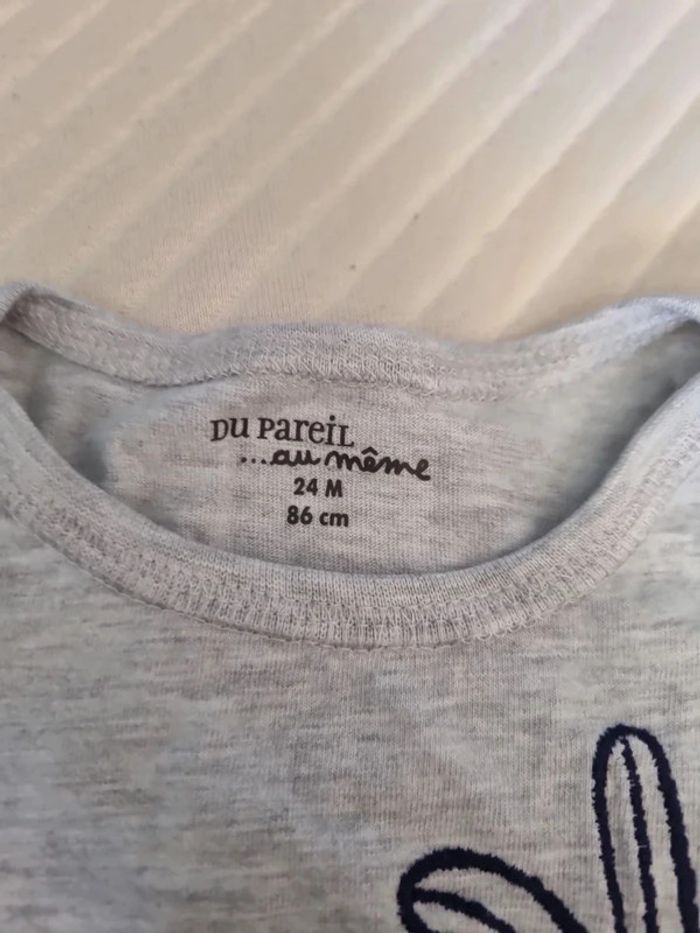 Du Pareil
...au même
24 M
86 cm